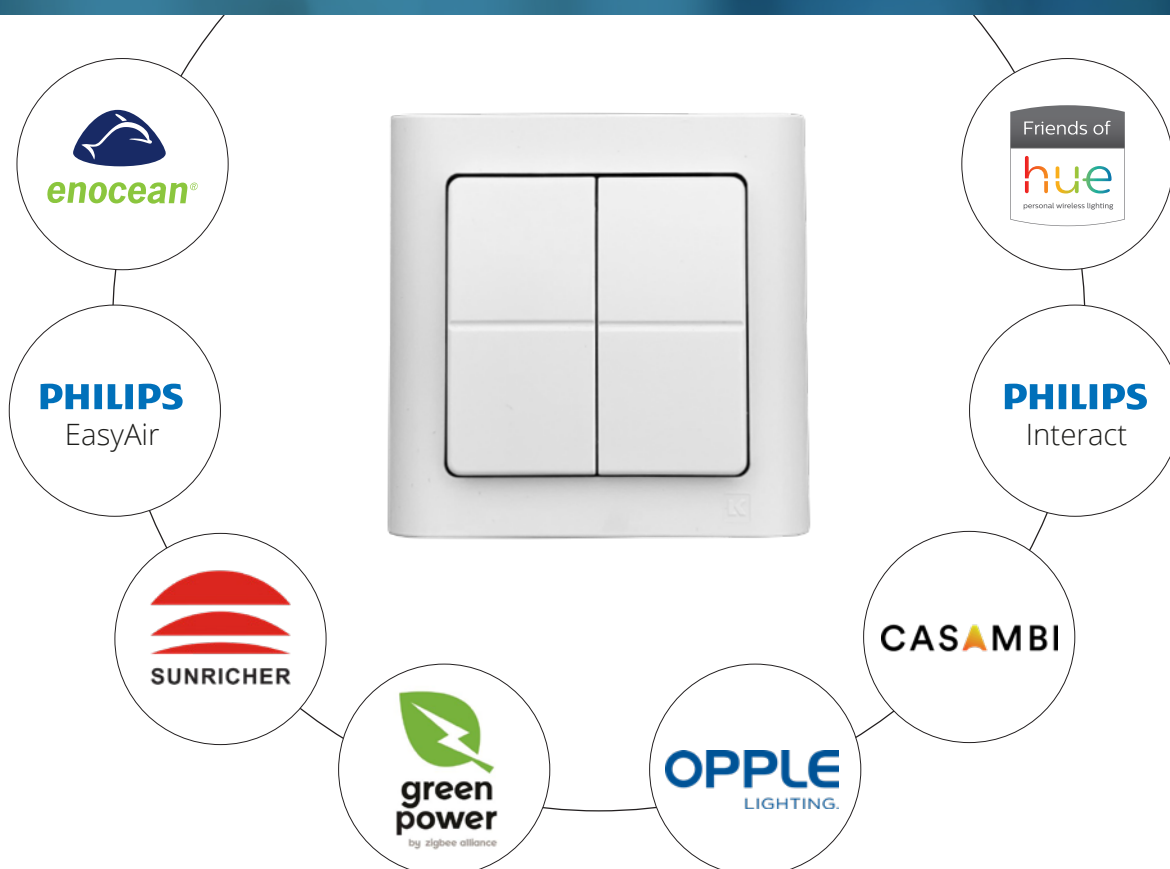 enocean®
Friends of
hue
personal wireless lighting
PHILIPS
EasyAir
PHILIPS
Interact
SUNRICHER
CASAMBI
green
power
by zigbee alliance
OPPLE
LIGHTING.